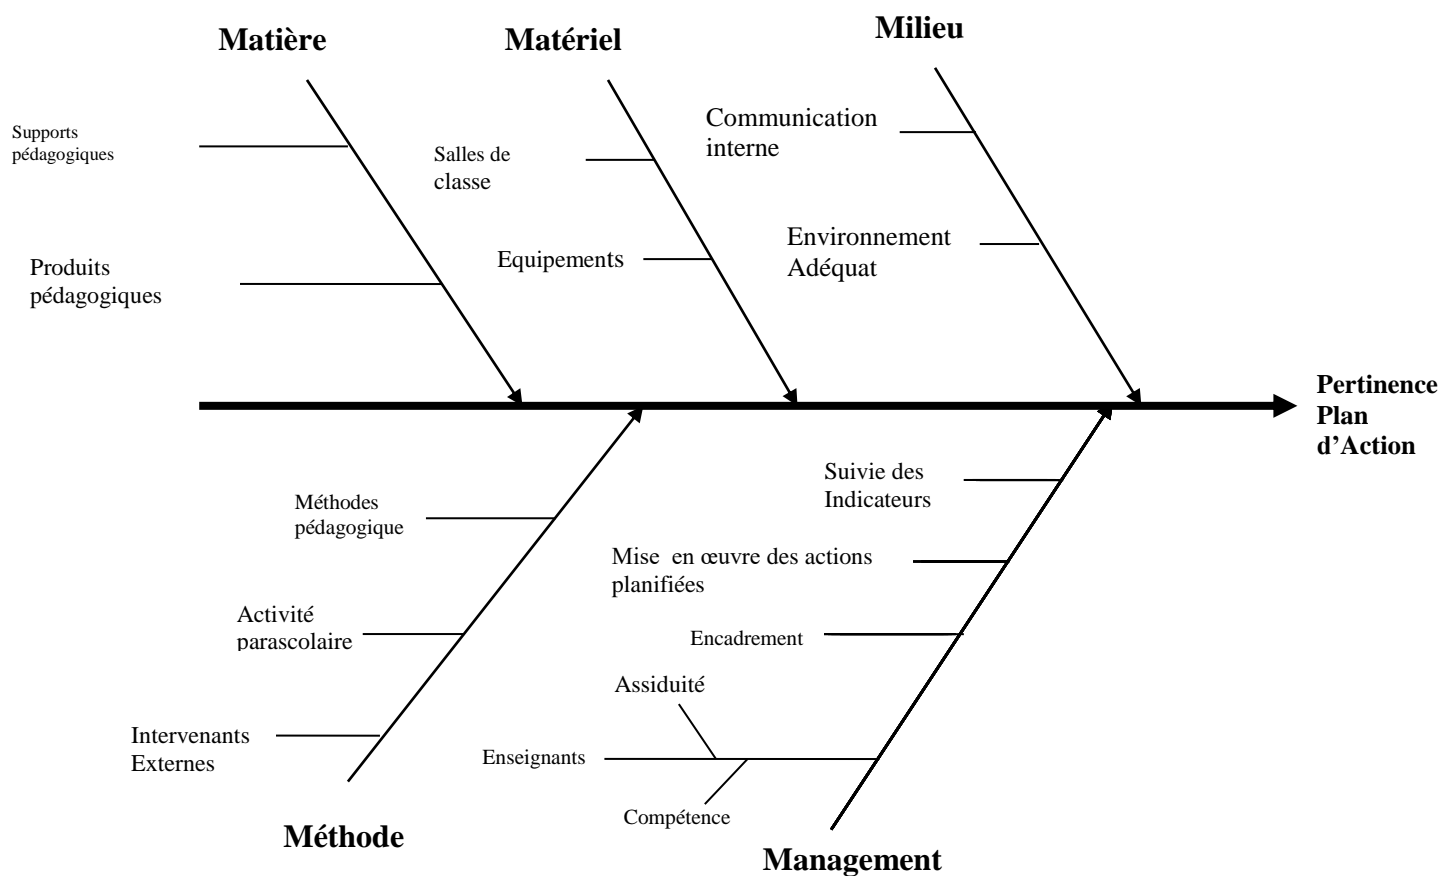 Matière
Matériel
Milieu
Supports
pédagogiques
Produits
pédagogiques
Salles de
classe
Equipements
Communication
interne
Environnement
Adéquat
Pertinence
Plan
d’Action
Méthodes
pédagogique
Activité
parascolaire
Intervenants
Externes
Méthode
Suivie des
Indicateurs
Mise en œuvre des actions
planifiées
Encadrement
Assiduité
Enseignants
Compétence
Management